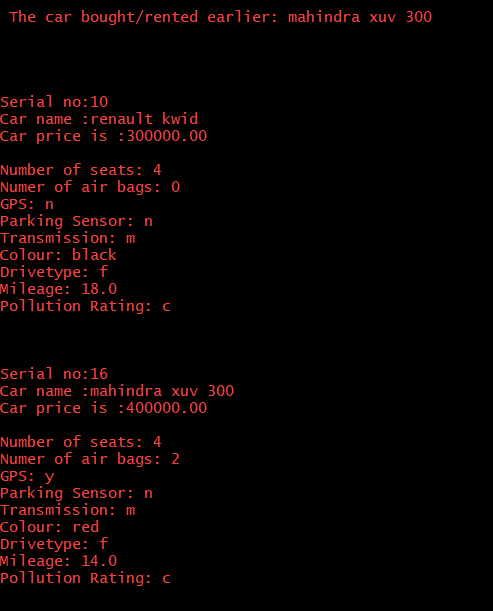 The car bought/rented earlier: mahindra xuv 300
Serial no:10
Car name :renault kwid
Car price is :300000.00
Number of seats: 4
Numer of air bags: 0
GPS: n
Parking Sensor: n
Transmission: m
Colour: black
Drivetype: f
Mileage: 18.0
Pollution Rating: c
Serial no:16
Car name :mahindra xuv 300
Car price is :400000.00
Number of seats: 4
Numer of air bags: 2
GPS: y
Parking Sensor: n
Transmission: m
Colour: red
Drivetype: f
Mileage: 14.0
Pollution Rating: c